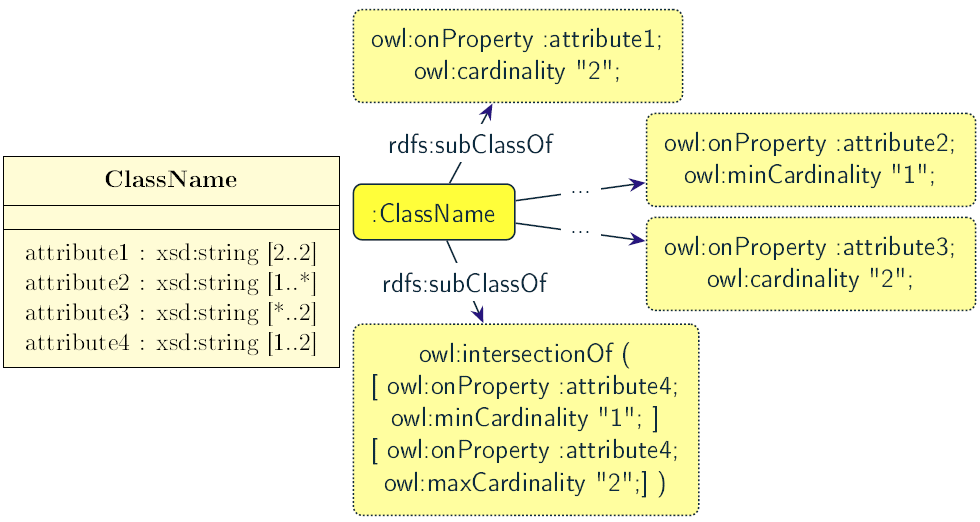 ClassName
attribute1 : xsd:string [2..2]
attribute2 : xsd:string [1..*]
attribute3 : xsd:string [*..2]
attribute4 : xsd:string [1..2]
owl:onProperty :attribute1;
owl:cardinality "2";
rdfs:subClassOf
:ClassName
...
owl:onProperty :attribute2;
owl:minCardinality "1";
...
owl:onProperty :attribute3;
owl:cardinality "2";
rdfs:subClassOf
owl:intersectionOf (
[ owl:onProperty :attribute4;
owl:minCardinality "1"; ]
[ owl:onProperty :attribute4;
owl:maxCardinality "2";] )